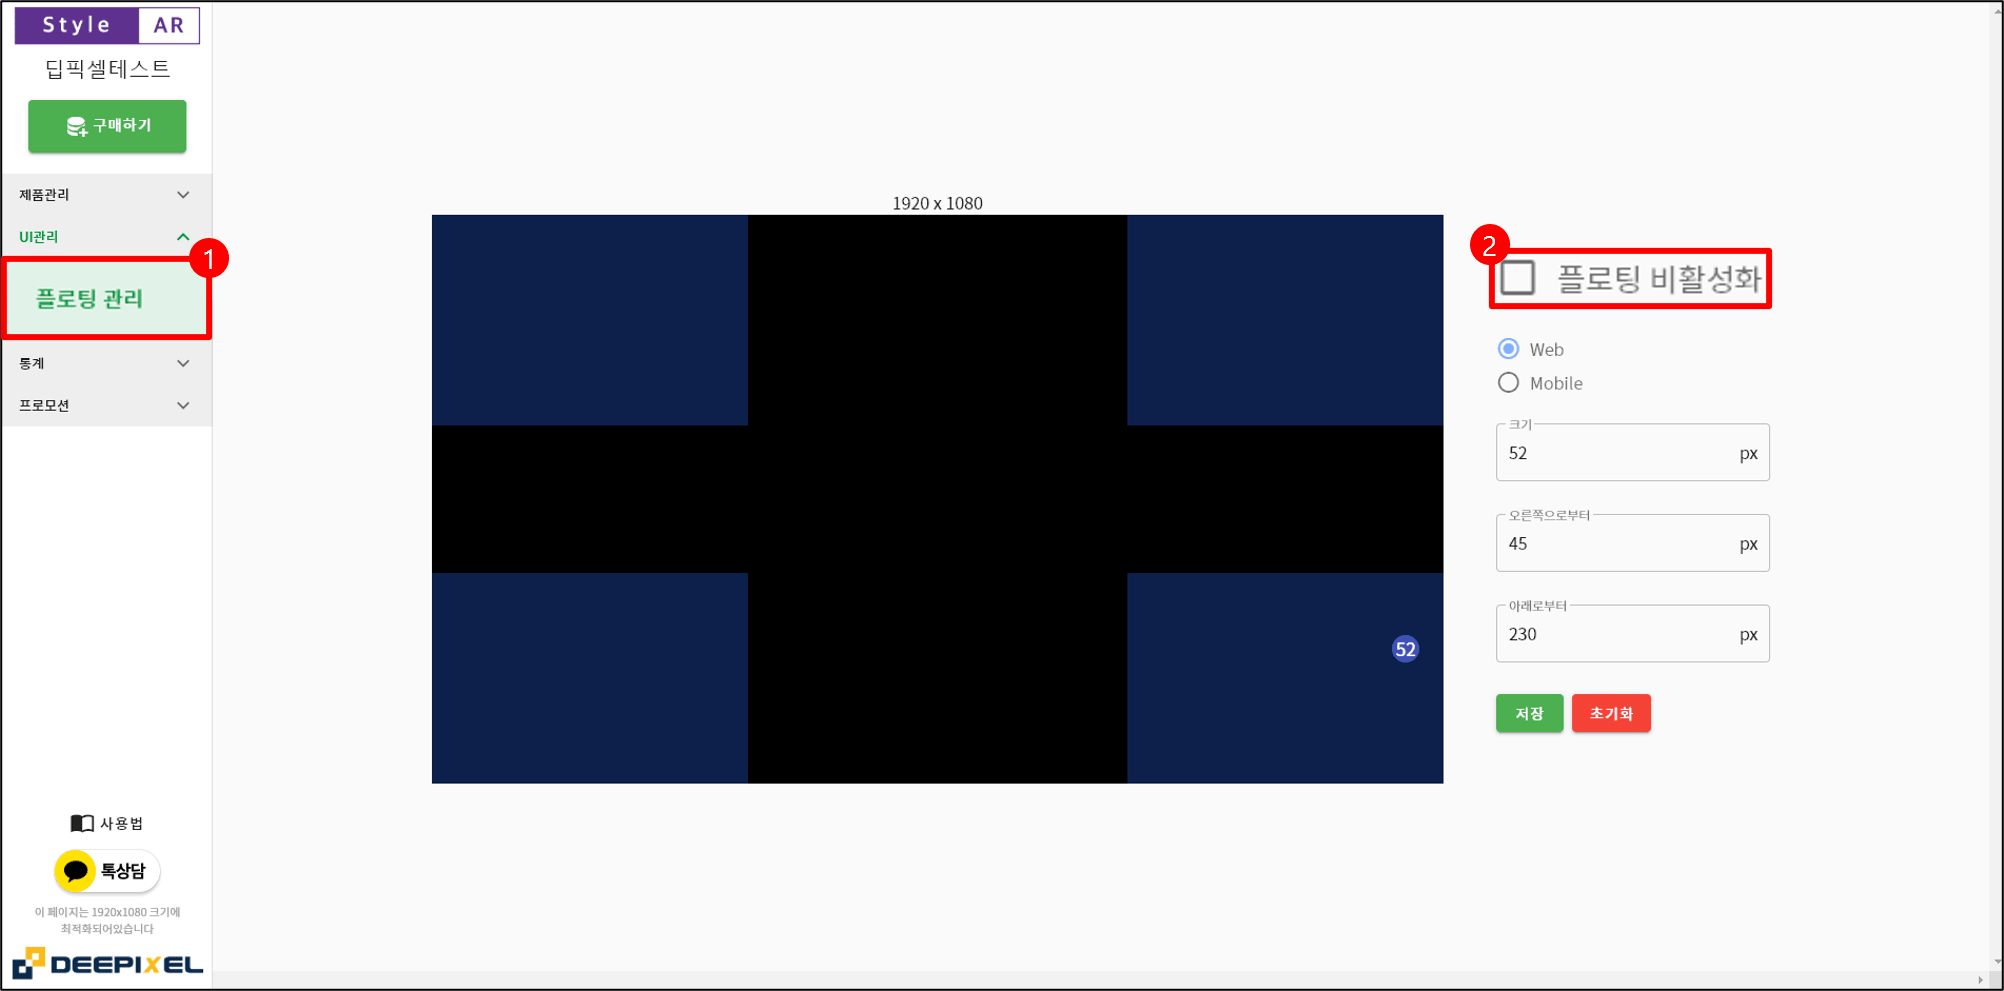 Style AR
딥픽셀테스트
구매하기
제품관리
UI관리
1
플로팅 관리
통계
프로모션
사용법
톡상담
이 페이지는 1920x1080 크기에
최적화되어있습니다
DEEPIXEL
1920 x 1080
52
2
플로팅 비활성화
Web
Mobile
크기
52 px
오른쪽으로부터
45 px
아래로부터
230 px
저장 초기화